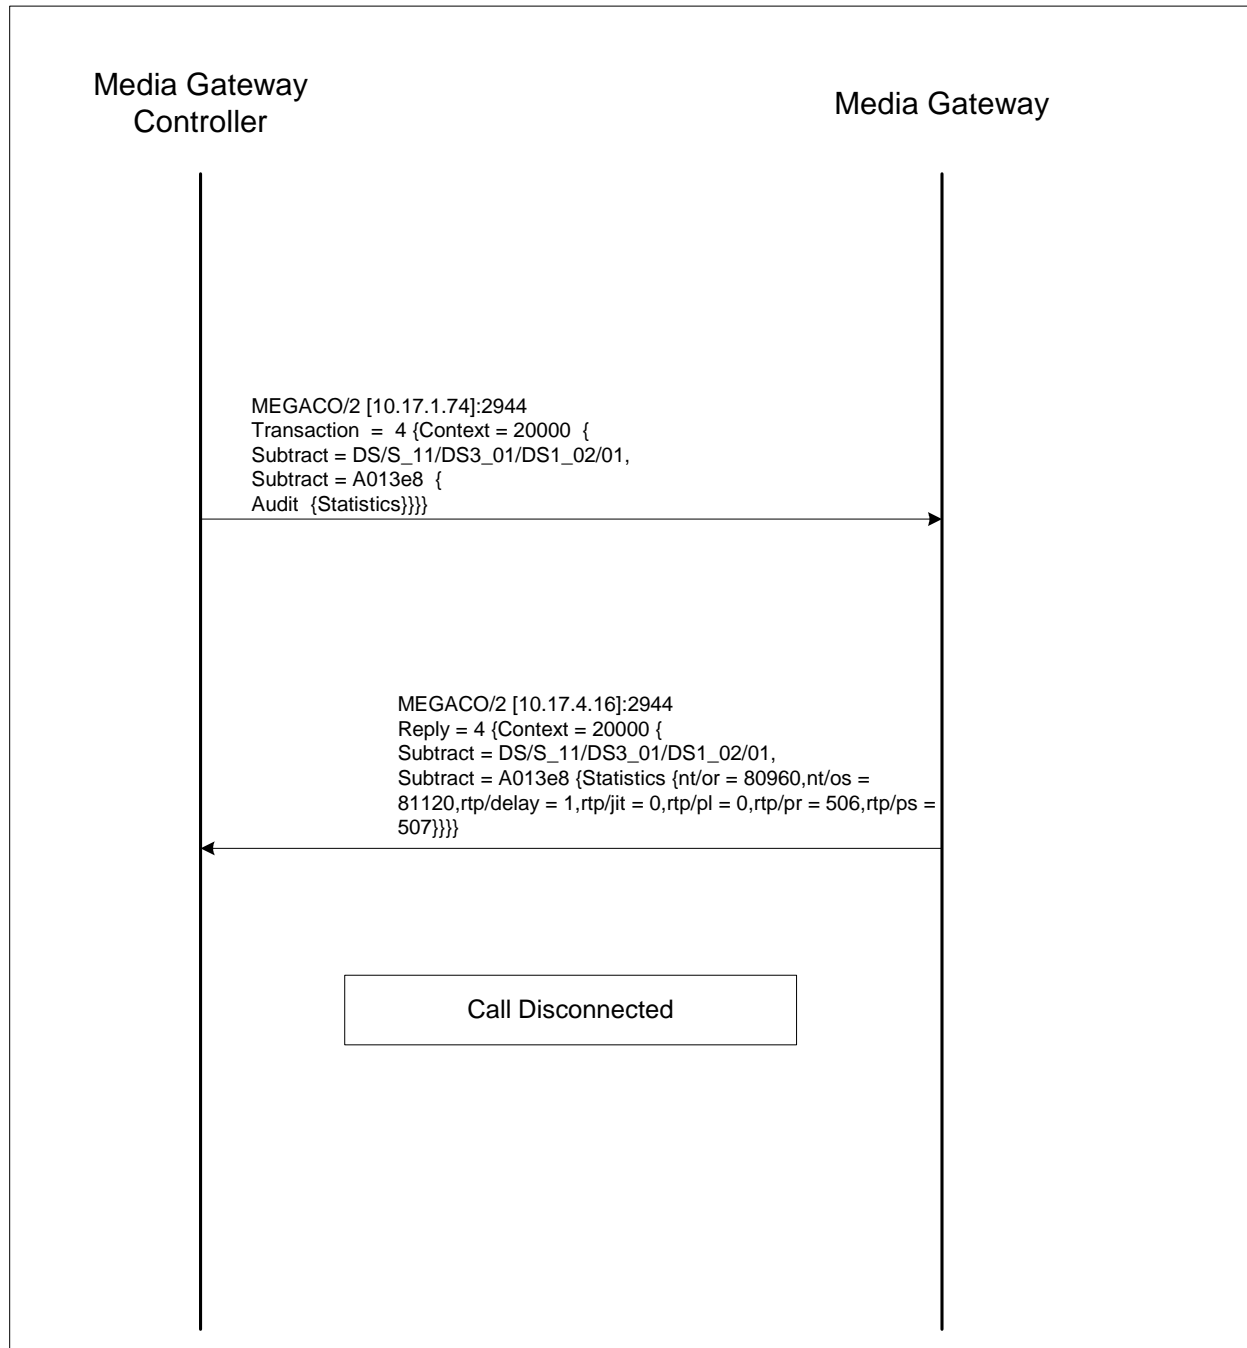 Media Gateway
Controller
Media Gateway
MEGACO/2 [10.17.1.74]:2944
Transaction  =  4 {Context = 20000  {
Subtract = DS/S_11/DS3_01/DS1_02/01,
Subtract = A013e8  {
Audit  {Statistics}}}}
MEGACO/2 [10.17.4.16]:2944
Reply = 4 {Context = 20000 {
Subtract = DS/S_11/DS3_01/DS1_02/01,
Subtract = A013e8 {Statistics {nt/or = 80960,nt/os =
81120,rtp/delay = 1,rtp/jit = 0,rtp/pl = 0,rtp/pr = 506,rtp/ps =
507}}}}
Call Disconnected